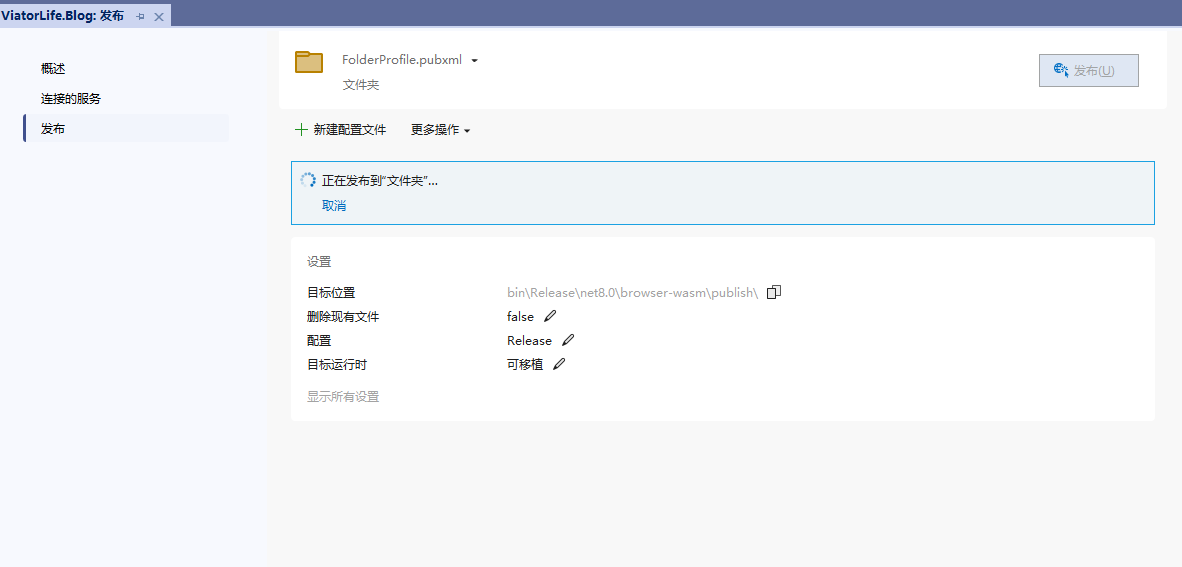 ViatorLife.Blog: 发布
概述
连接的服务
发布
FolderProfile.pubxml
文件夹
发布(U)
新建配置文件 更多操作
正在发布到“文件夹”...
取消
设置
目标位置 bin\Release\net8.0\browser-wasm\publish\
删除现有文件 false
配置 Release
目标运行时 可移植
显示所有设置